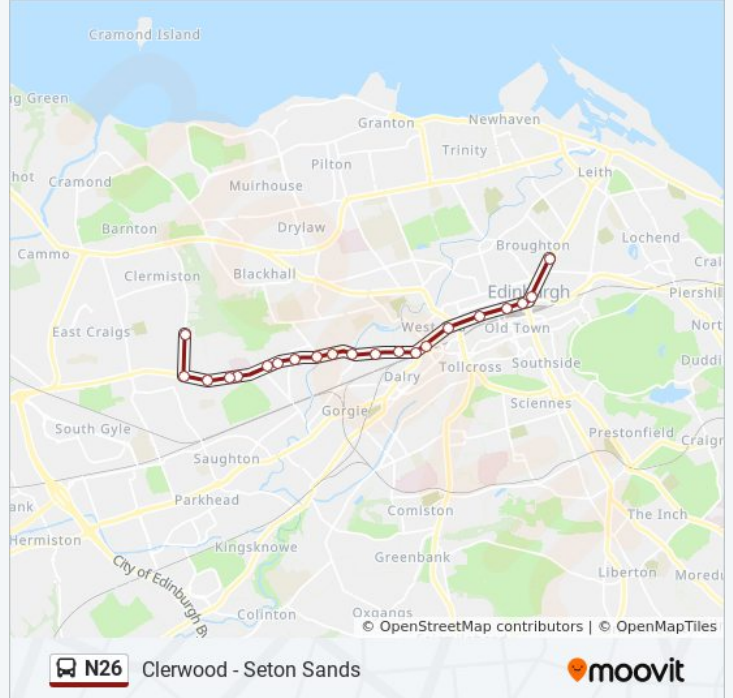 Cramond Island
g Green
Granton
Newhaven
Trinity
Pilton
Leith
hot
Cramond
Muirhouse
Barnton
Drylaw
Lochend
Broughton
Cammo
Crai
Clermiston
Blackhall
Edinburgh
Piershil
East Craigs
West
Old Town
Nort
Duddi
Dalry
Tollcross
Southside
Gorgie
Sciennes
South Gyle
Prestonfield
Craigr
Saughton
Parkhead
ank
Comiston
The Inch
Hermiston
Kingsknowe
Greenbank
City of Edinburgh By
Liberton
Moredu
Colinton
Oxgangs
© OpenStreetMap contributors | © OpenMapTiles
N26 Clerwood - Seton Sands
moovit